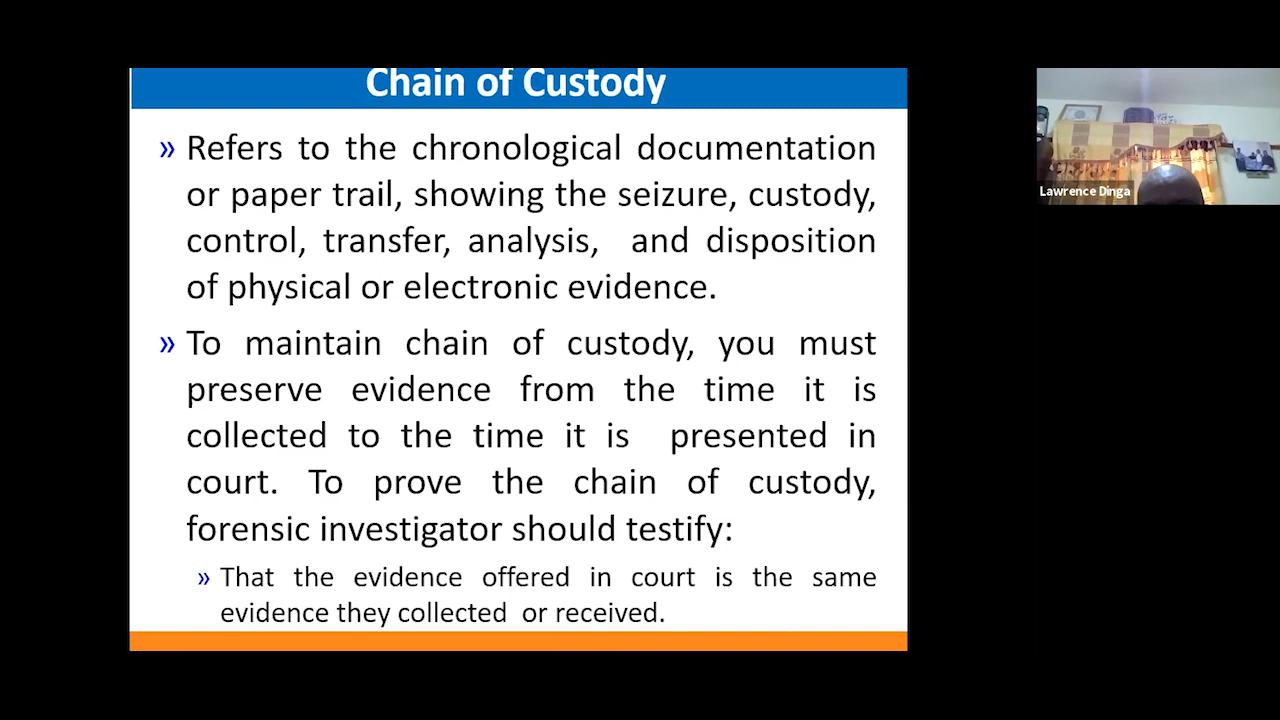 Chain of Custody
» Refers to the chronological documentation
or paper trail, showing the seizure, custody,
control, transfer, analysis, and disposition
of physical or electronic evidence.
» To maintain chain of custody, you must
preserve evidence from the time it is
collected to the time it is presented in
court. To prove the chain of custody,
forensic investigator should testify:
» That the evidence offered in court is the same
evidence they collected or received.
Lawrence Dinga